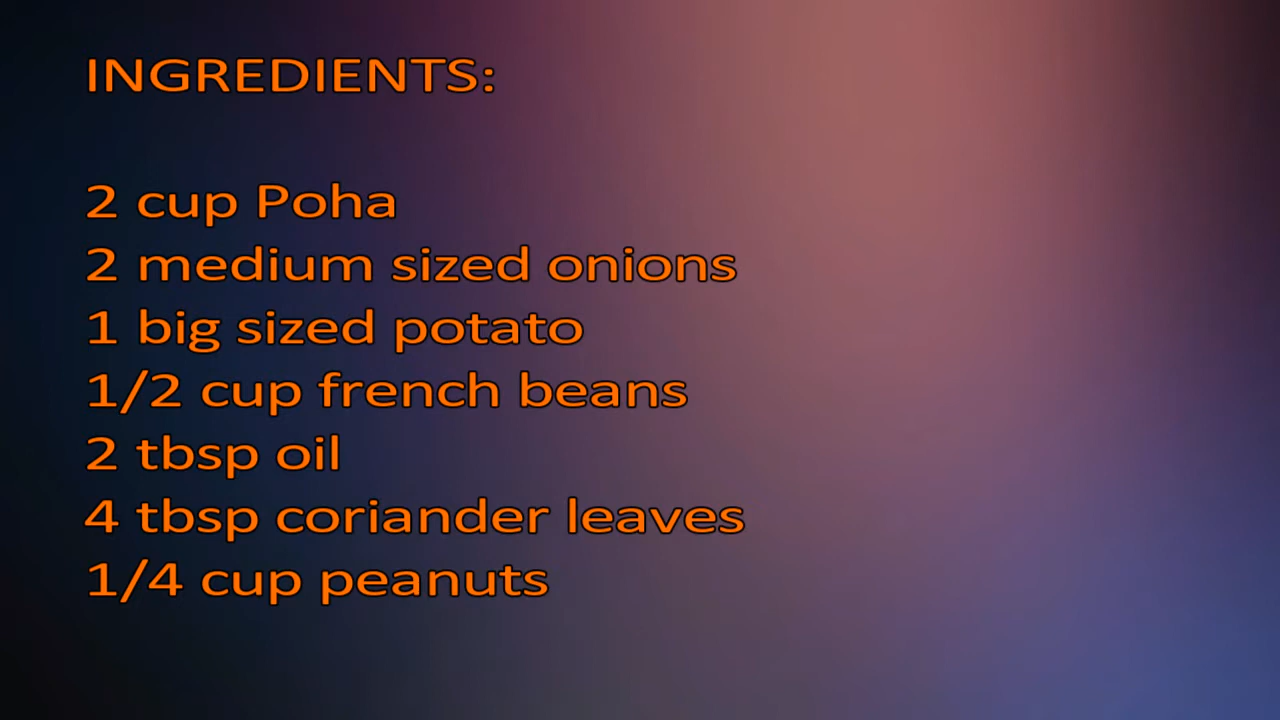 INGREDIENTS:
2 cup Poha
2 medium sized onions
1 big sized potato
1/2 cup french beans
2 tbsp oil
4 tbsp coriander leaves
1/4 cup peanuts